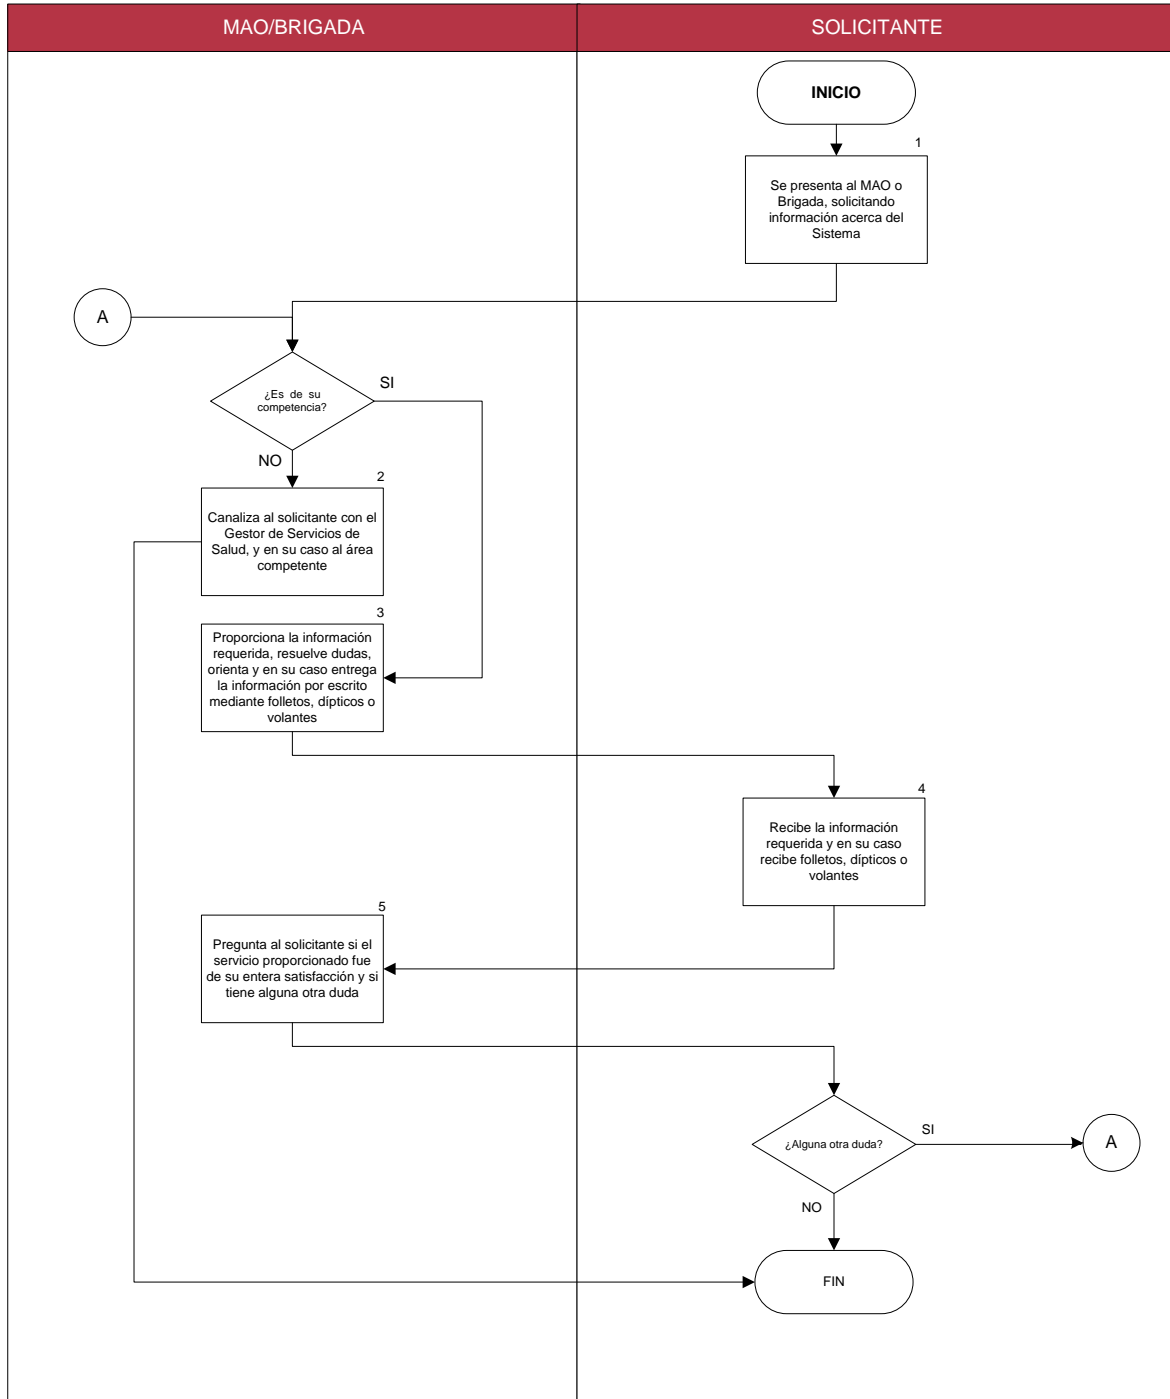 MAO/BRIGADA
SOLICITANTE
INICIO
1
Se presenta al MAO o
Brigada, solicitando
información acerca del
Sistema
A
¿Es de su
competencia?
SI
NO
2
Canaliza al solicitante con el
Gestor de Servicios de
Salud, y en su caso al área
competente
3
Proporciona la información
requerida, resuelve dudas,
orienta y en su caso entrega
la información por escrito
mediante folletos, dípticos o
volantes
4
Recibe la información
requerida y en su caso
recibe folletos, dípticos o
volantes
5
Pregunta al solicitante si el
servicio proporcionado fue
de su entera satisfacción y si
tiene alguna otra duda
¿Alguna otra duda?
SI
A
NO
FIN